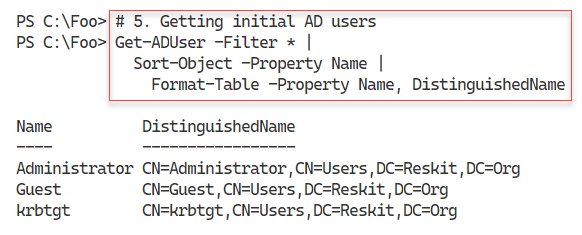 PS C:\Foo> # 5. Getting initial AD users
PS C:\Foo> Get-ADUser -Filter * |
             Sort-Object -Property Name |
               Format-Table -Property Name, DistinguishedName

Name          DistinguishedName
----          -----------------
Administrator CN=Administrator,CN=Users,DC=Reskit,DC=Org
Guest         CN=Guest,CN=Users,DC=Reskit,DC=Org
krbtgt        CN=krbtgt,CN=Users,DC=Reskit,DC=Org